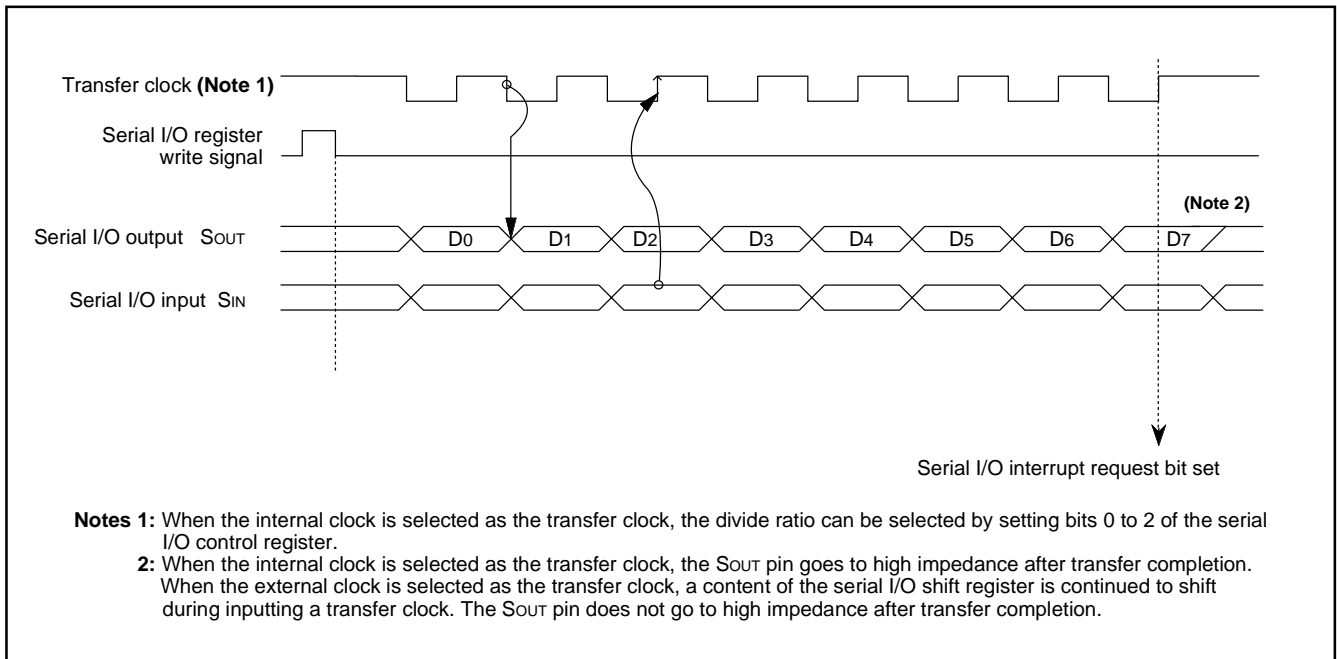 Transfer clock (Note 1)
Serial I/O register
write signal
(Note 2)
Serial I/O output SOUT
D0 D1 D2 D3 D4 D5 D6 D7
Serial I/O input SIN
Serial I/O interrupt request bit set
Notes 1: When the internal clock is selected as the transfer clock, the divide ratio can be selected by setting bits 0 to 2 of the serial
I/O control register.
2: When the internal clock is selected as the transfer clock, the SOUT pin goes to high impedance after transfer completion.
When the external clock is selected as the transfer clock, a content of the serial I/O shift register is continued to shift
during inputting a transfer clock. The SOUT pin does not go to high impedance after transfer completion.